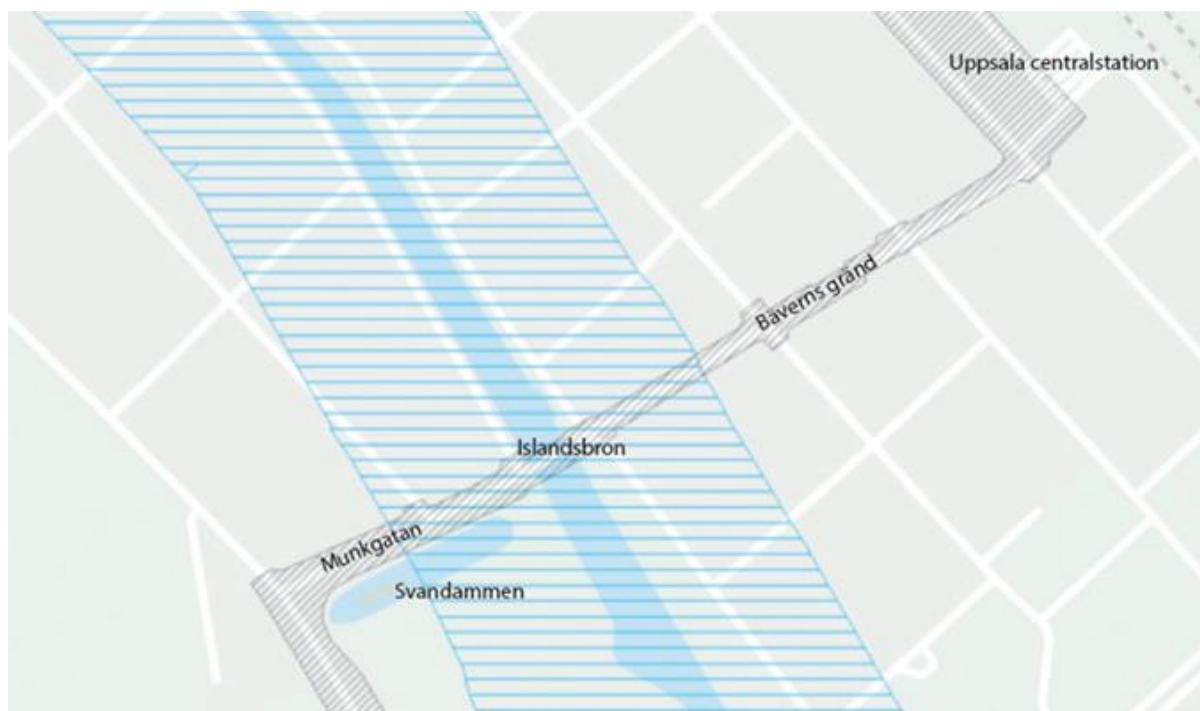 Uppsala centralstation
Bäverns gränd
Islandsbron
Munkgatan
Svandammen